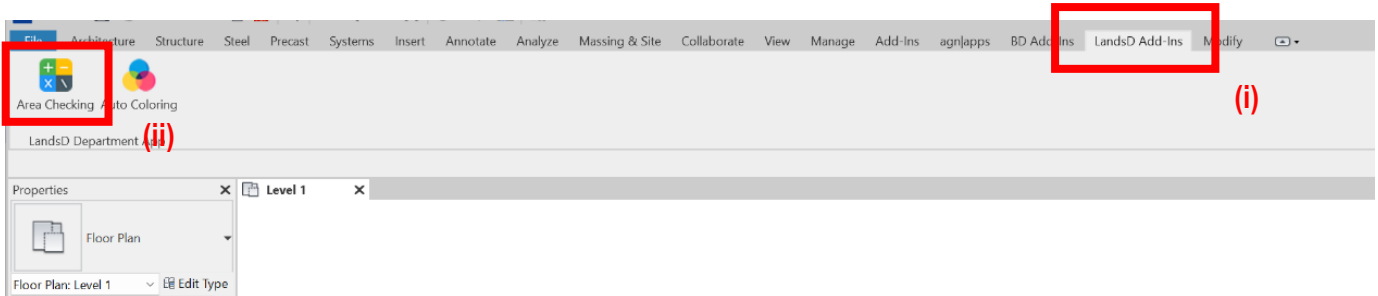 File Architecture Structure Steel Precast Systems Insert Annotate Analyze Massing & Site Collaborate View Manage Add-Ins agn|apps BD Add-Ins LandsD Add-Ins Modify
(i)
Area Checking Auto Coloring
(ii)
LandsD Department App
Properties Level 1
Floor Plan
Floor Plan: Level 1 Edit Type